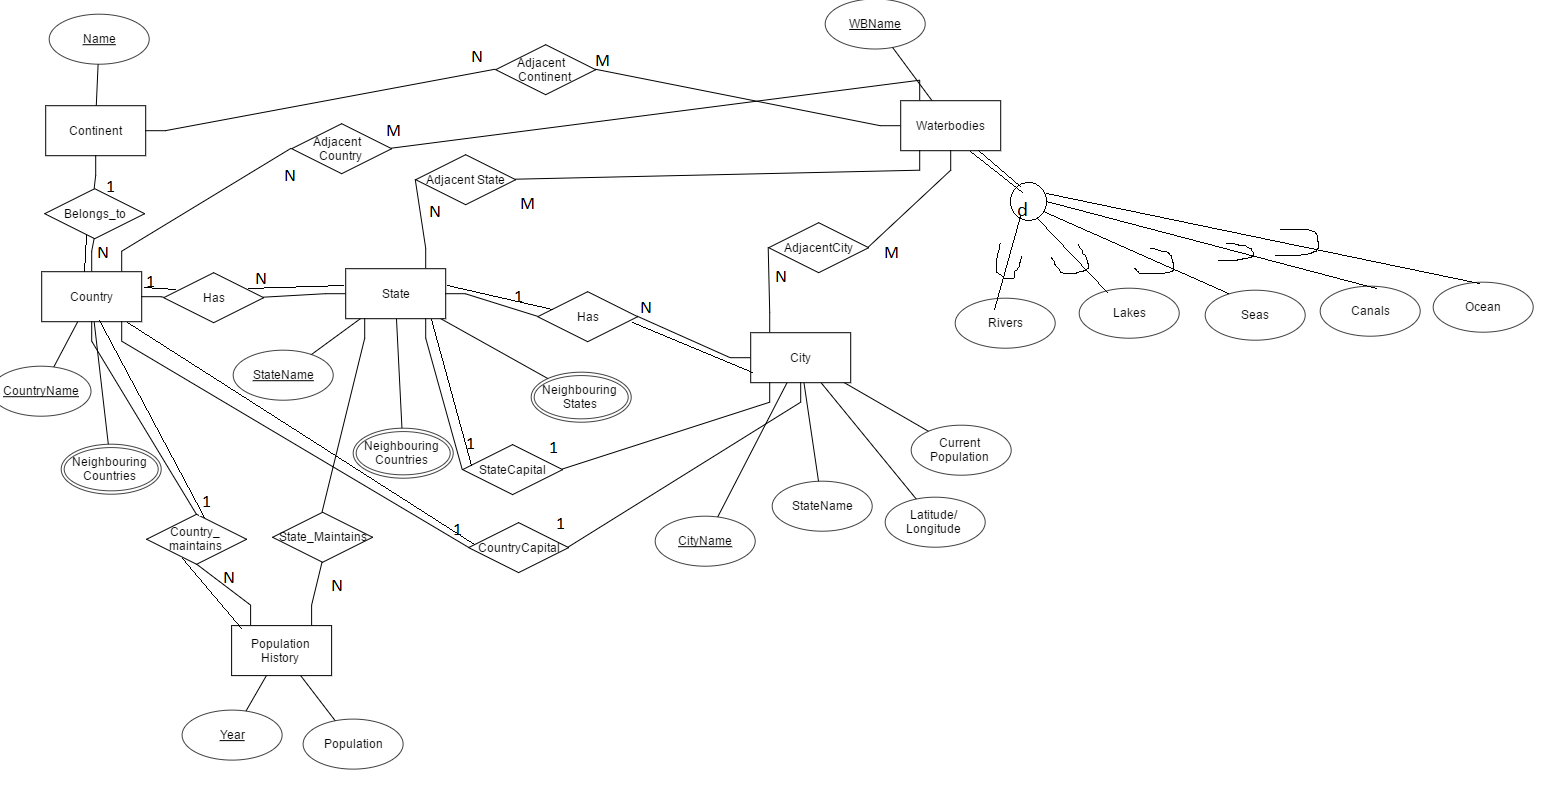 WBName
Name
N
Adjacent
Continent
M
Continent
Waterbodies
M
Adjacent
Country
N
Adjacent State
N
M
1
Belongs_to
N
d
AdjacentCity
M
N
1
Country
Has
N
State
1
Has
N
City
Rivers
Lakes
Seas
Canals
Ocean
CountryName
StateName
Neighbouring
States
Neighbouring
Countries
Neighbouring
Countries
1
StateCapital
1
Current
Population
StateName
Latitude/
Longitude
CityName
1
Country_
maintains
N
State_Maintains
N
1
CountryCapital
1
Population
History
Year
Population